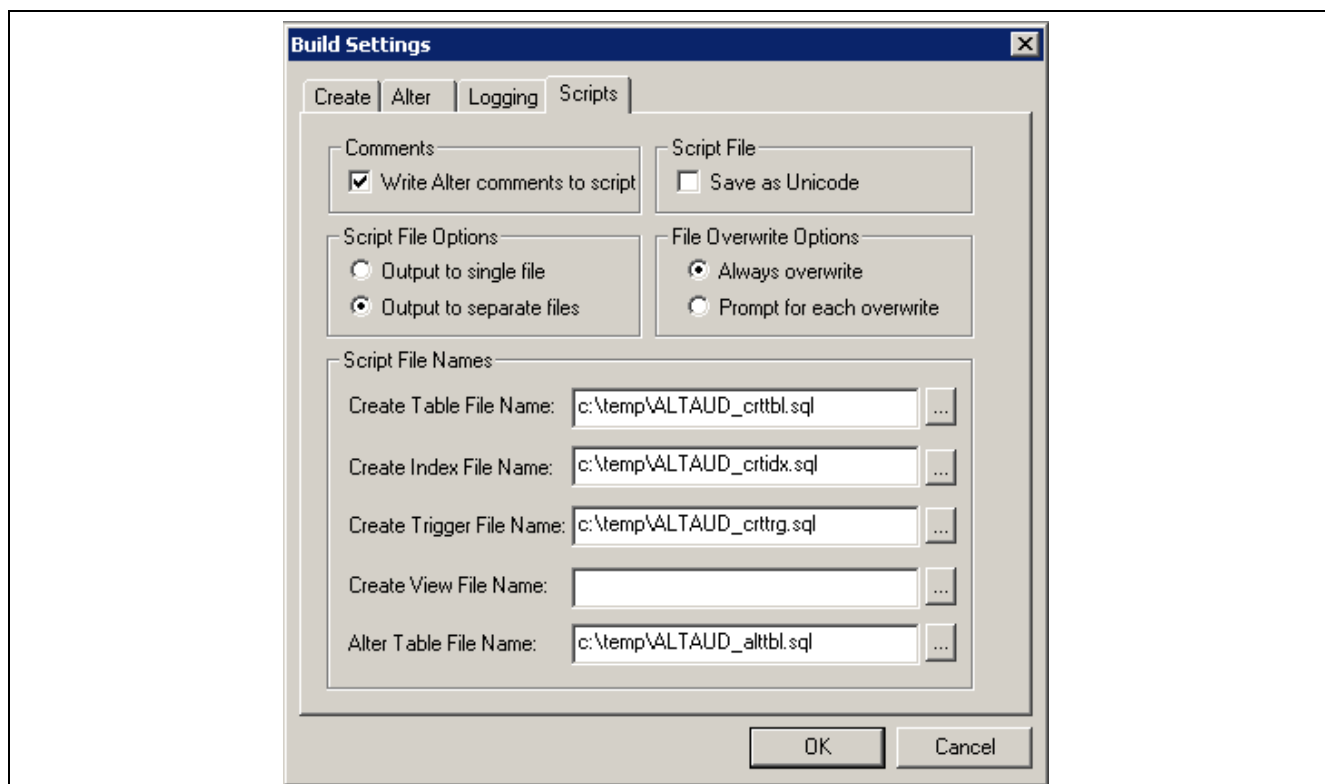 Build Settings
Create Alter Logging Scripts
Comments
Write Alter comments to script
Script File
Save as Unicode
Script File Options
Output to single file
Output to separate files
File Overwrite Options
Always overwrite
Prompt for each overwrite
Script File Names
Create Table File Name: c:\temp\ALTAUD_crttbl.sql ...
Create Index File Name: c:\temp\ALTAUD_crtidx.sql ...
Create Trigger File Name: c:\temp\ALTAUD_crttrg.sql ...
Create View File Name: ...
Alter Table File Name: c:\temp\ALTAUD_alttbl.sql ...
OK Cancel